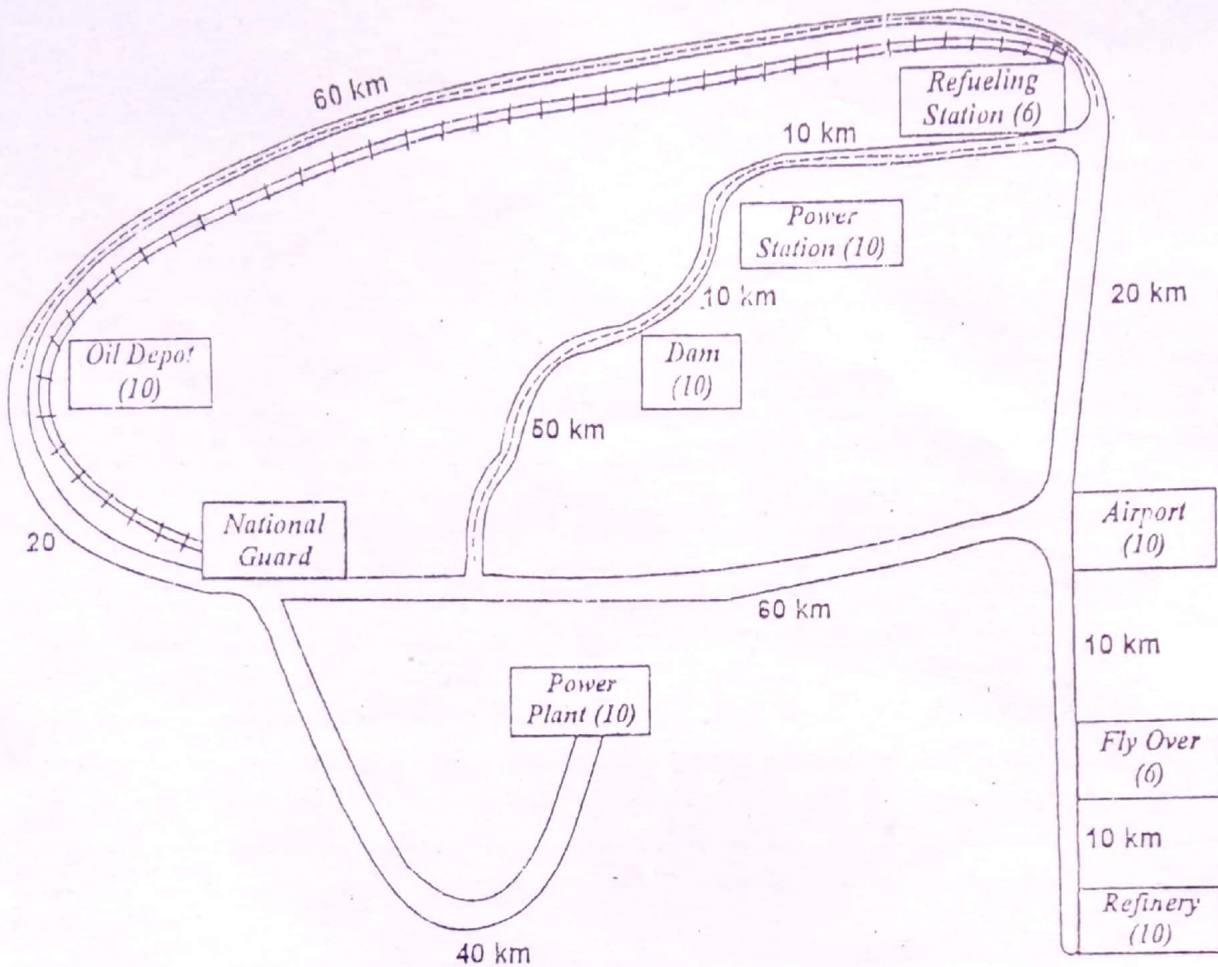 60 km
Refueling
Station (6)
10 km
Power
Station (10)
10 km
20 km
Oil Depot
(10)
Dam
(10)
50 km
National
Guard
20
Airport
(10)
60 km
10 km
Power
Plant (10)
Fly Over
(6)
10 km
Refinery
(10)
40 km